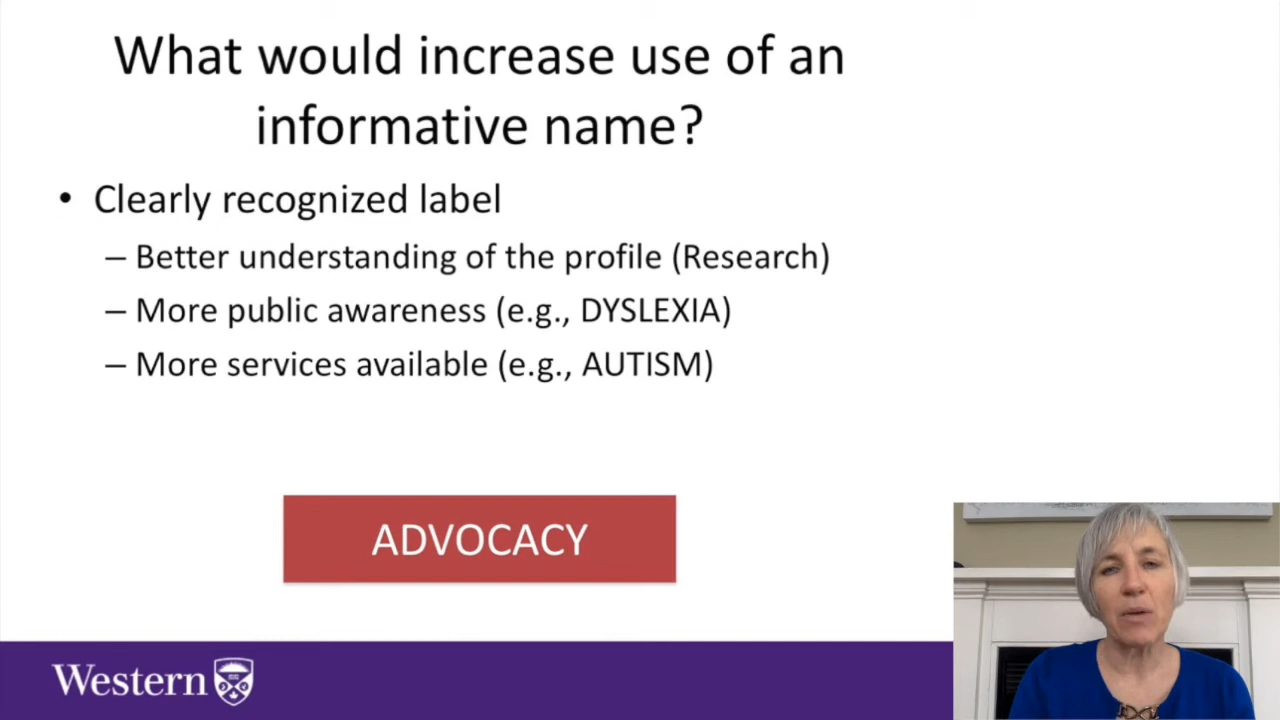 What would increase use of an
informative name?
• Clearly recognized label
– Better understanding of the profile (Research)
– More public awareness (e.g., DYSLEXIA)
– More services available (e.g., AUTISM)
ADVOCACY
Western